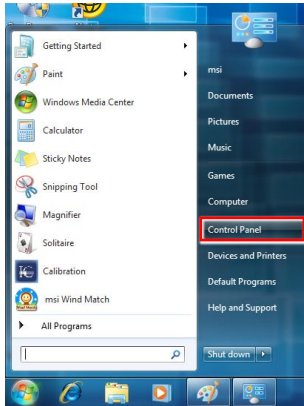 Getting Started
Paint
Windows Media Center
Calculator
Sticky Notes
Snipping Tool
Magnifier
Solitaire
Calibration
msi Wind Match
All Programs
msi
Documents
Pictures
Music
Games
Computer
Control Panel
Devices and Printers
Default Programs
Help and Support
Shut down